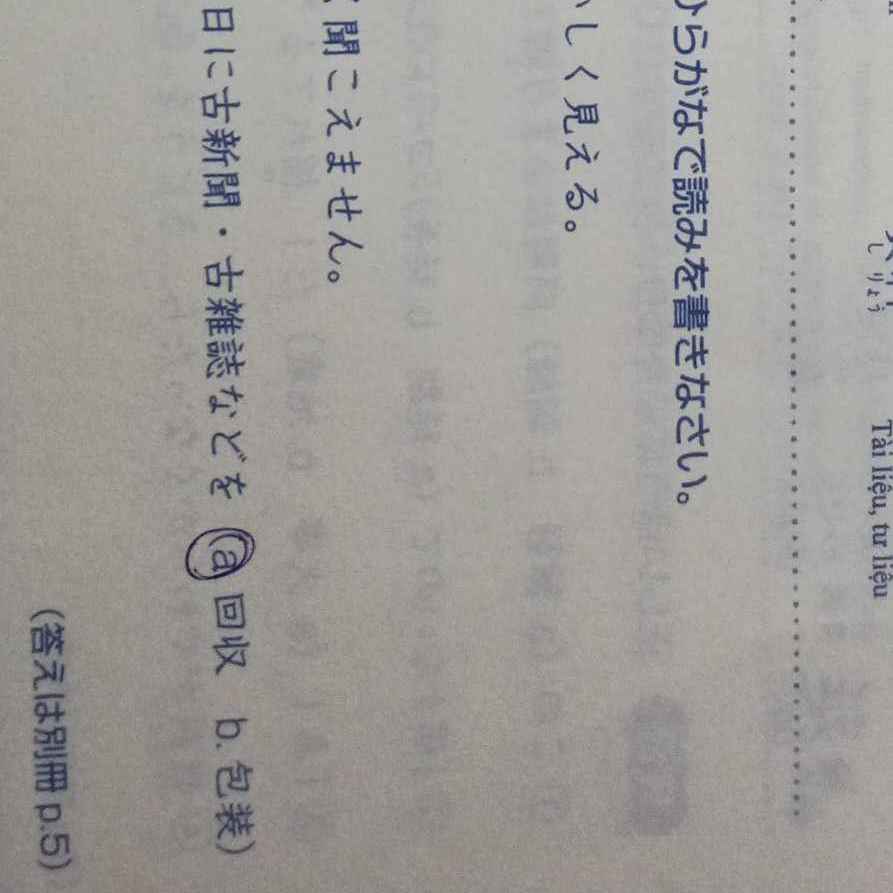 しりょう Tài liệu, tư liệu
ひらがなで読みを書きなさい。
しく見える。
聞こえません。
日に古新聞・古雑誌などを (a 回収 b. 包装)
(答えは別冊 p.5)